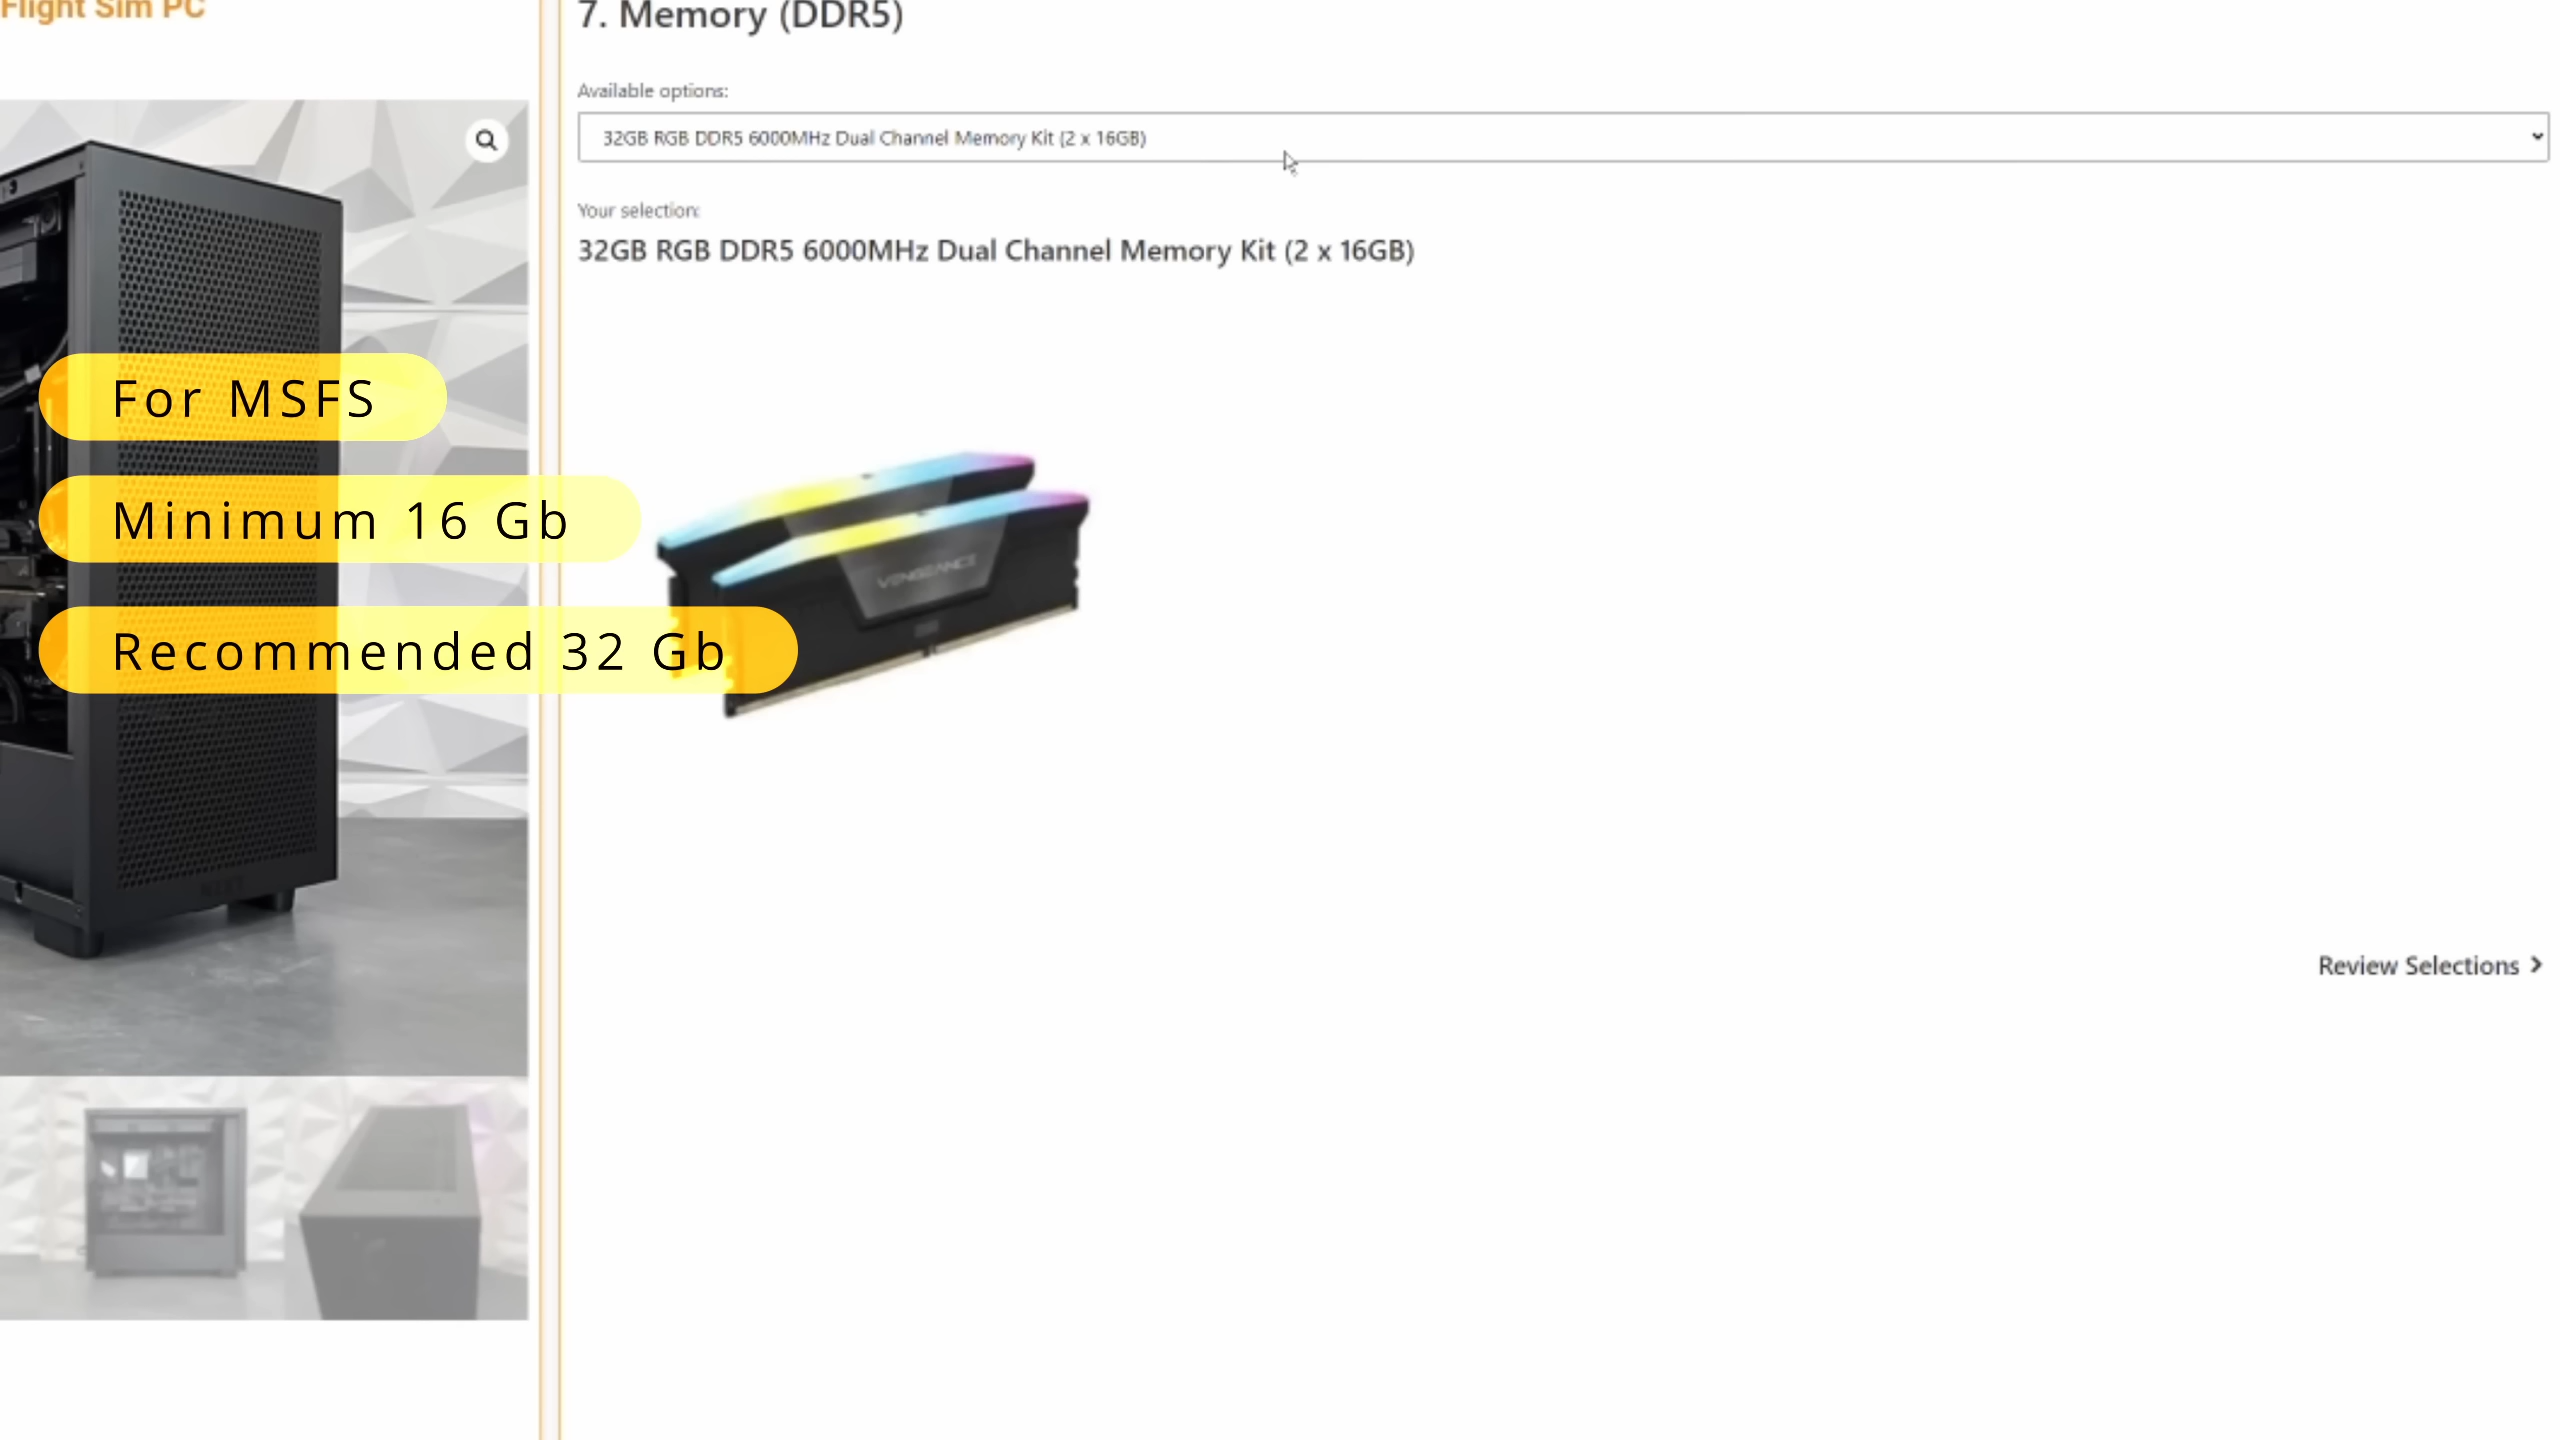 Flight Sim PC
7. Memory (DDR5)
Available options:
32GB RGB DDR5 6000MHz Dual Channel Memory Kit (2 x 16GB)
Your selection:
32GB RGB DDR5 6000MHz Dual Channel Memory Kit (2 x 16GB)
For MSFS
Minimum 16 Gb
Recommended 32 Gb
VENGEANCE
NZXT
Review Selections